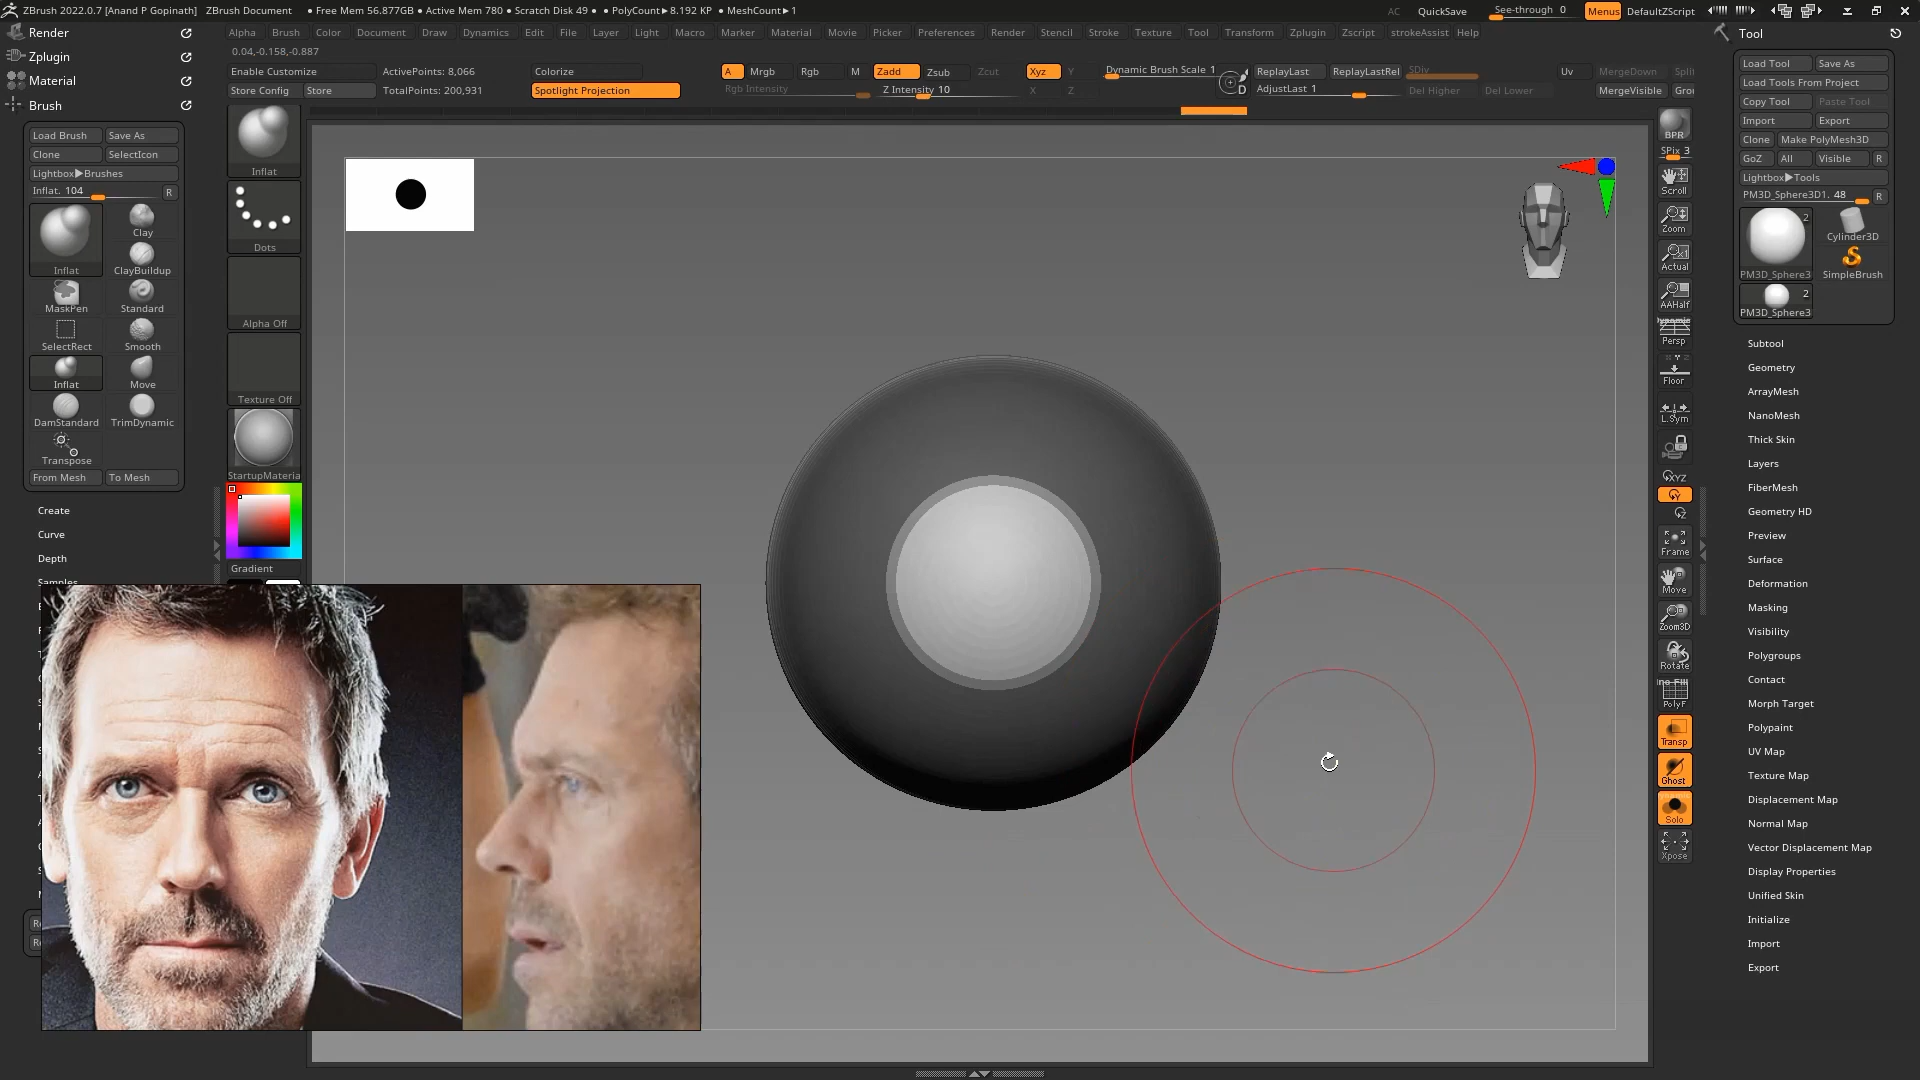 ZBrush 2022.0.7 [Anand P Gopinath] ZBrush Document • Free Mem 56.877GB • Active Mem 780 • Scratch Disk 49 • • PolyCount▶8.192 KP • MeshCount▶1 AC QuickSave See-through 0 Menus DefaultZScript
Render
Alpha Brush Color Document Draw Dynamics Edit File Layer Light Macro Marker Material Movie Picker Preferences Render Stencil Stroke Texture Tool Transform Zplugin Zscript strokeAssist Help
Tool
0.04,-0.158,-0.887
Zplugin
Material
Brush
Enable Customize ActivePoints: 8,066 Colorize A Mrgb Rgb M Zadd Zsub Zcut Xyz Y Dynamic Brush Scale 1 D ReplayLast ReplayLastRel SDiv Uv MergeDown Split
Store Config Store TotalPoints: 200,931 Spotlight Projection Rgb Intensity Z Intensity 10 X Z AdjustLast 1 Del Higher Del Lower MergeVisible Grou
Load Tool Save As
Load Tools From Project
Copy Tool Paste Tool
Import Export
Clone Make PolyMesh3D
GoZ All Visible R
Lightbox▶Tools
PM3D_Sphere3D1. 48 R
2
Cylinder3D
PM3D_Sphere3 SimpleBrush
2
PM3D_Sphere3
Load Brush Save As
Clone SelectIcon
Lightbox▶Brushes
Inflat. 104 R
Clay
Inflat ClayBuildup
MaskPen Standard
SelectRect Smooth
Inflat Move
DamStandard TrimDynamic
Transpose
From Mesh To Mesh
Create
Curve
Depth
Samples
Inflat
Dots
Alpha Off
Texture Off
StartupMateria
Gradient
BPR
SPix 3
Scroll
Zoom
Actual
AAHalf
Dynamic
Persp
Floor
L.Sym
XYZ
Y
Z
Frame
Move
Zoom3D
Rotate
Line Fill
PolyF
Transp
Ghost
Dynamic
Solo
Xpose
Subtool
Geometry
ArrayMesh
NanoMesh
Thick Skin
Layers
FiberMesh
Geometry HD
Preview
Surface
Deformation
Masking
Visibility
Polygroups
Contact
Morph Target
Polypaint
UV Map
Texture Map
Displacement Map
Normal Map
Vector Displacement Map
Display Properties
Unified Skin
Initialize
Import
Export